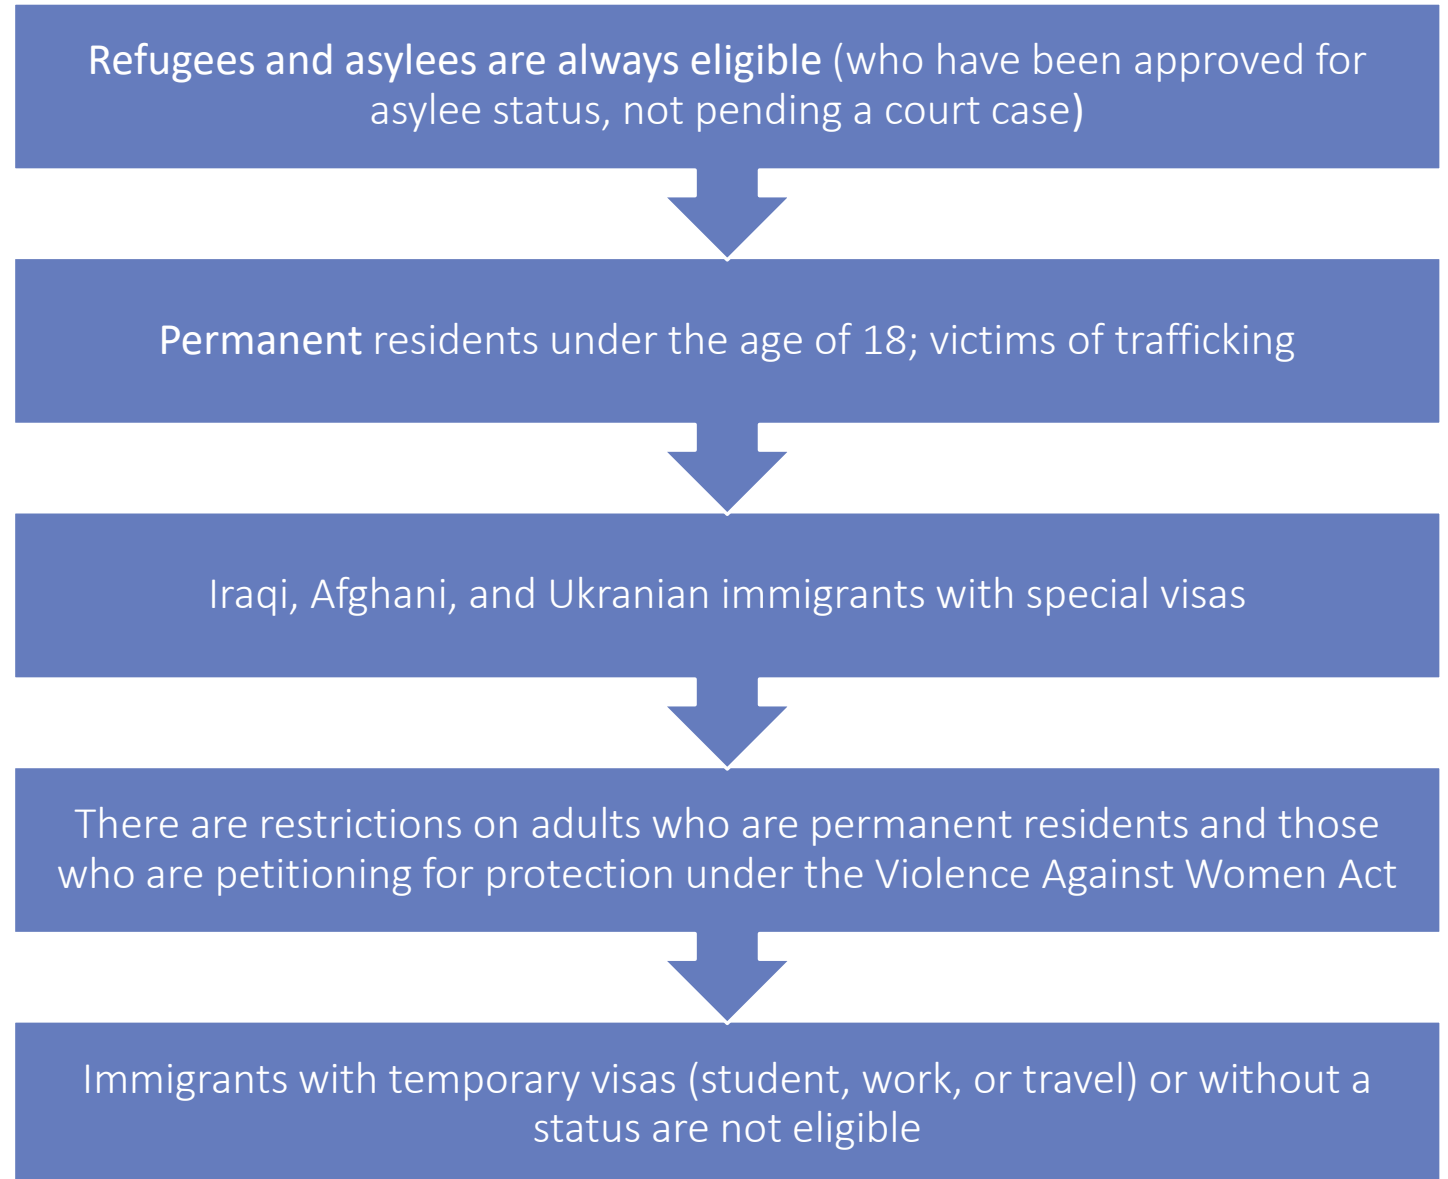 Refugees and asylees are always eligible (who have been approved for
asylee status, not pending a court case)
Permanent residents under the age of 18; victims of trafficking
Iraqi, Afghani, and Ukranian immigrants with special visas
There are restrictions on adults who are permanent residents and those
who are petitioning for protection under the Violence Against Women Act
Immigrants with temporary visas (student, work, or travel) or without a
status are not eligible